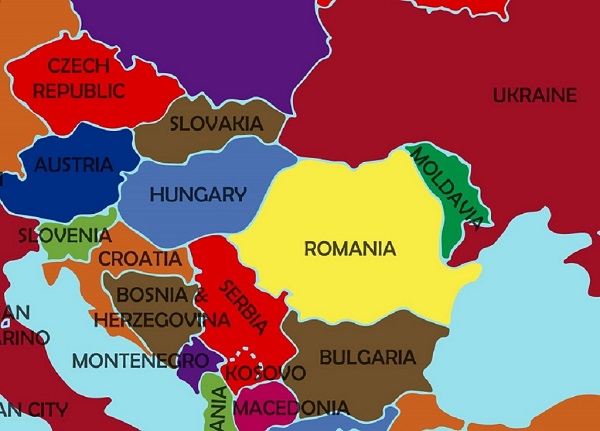 CZECH
REPUBLIC
UKRAINE
SLOVAKIA
AUSTRIA
MOLDAVIA
HUNGARY
SLOVENIA
ROMANIA
CROATIA
BOSNIA &
HERZEGOVINA
SERBIA
AN
ARINO
MONTENEGRO
BULGARIA
KOSOVO
ANIA
MACEDONIA
AN CITY